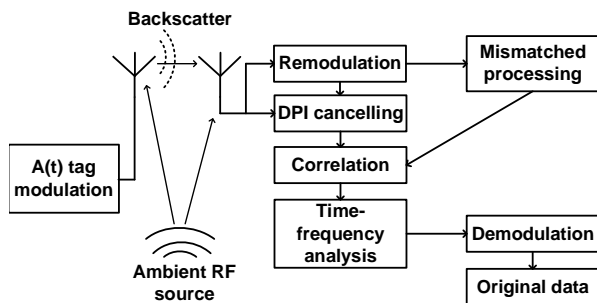 Backscatter
Remodulation
Mismatched
processing
DPI cancelling
Correlation
A(t) tag
modulation
Time-
frequency
analysis
Demodulation
Ambient RF
source
Original data